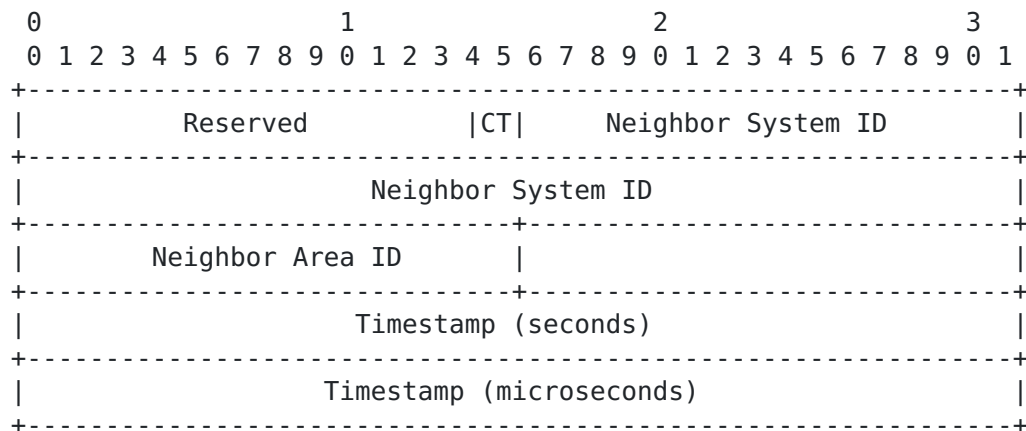 0                   1                   2                   3
 0 1 2 3 4 5 6 7 8 9 0 1 2 3 4 5 6 7 8 9 0 1 2 3 4 5 6 7 8 9 0 1
+---------------------------------------------------------------+
|          Reserved          |CT|     Neighbor System ID        |
+---------------------------------------------------------------+
|                      Neighbor System ID                       |
+-------------------------------+-------------------------------+
|        Neighbor Area ID       |                               |
+-------------------------------+-------------------------------+
|                     Timestamp (seconds)                       |
+---------------------------------------------------------------+
|                   Timestamp (microseconds)                    |
+---------------------------------------------------------------+